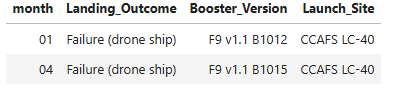 month Landing_Outcome Booster_Version Launch_Site
01 Failure (drone ship) F9 v1.1 B1012 CCAFS LC-40
04 Failure (drone ship) F9 v1.1 B1015 CCAFS LC-40